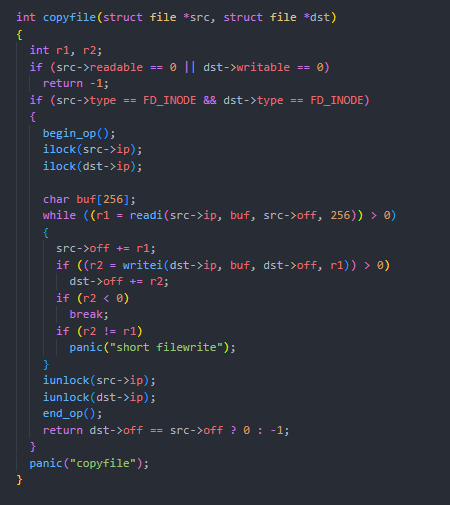 int copyfile(struct file *src, struct file *dst)
{
  int r1, r2;
  if (src->readable == 0 || dst->writable == 0)
    return -1;
  if (src->type == FD_INODE && dst->type == FD_INODE)
  {
    begin_op();
    ilock(src->ip);
    ilock(dst->ip);

    char buf[256];
    while ((r1 = readi(src->ip, buf, src->off, 256)) > 0)
    {
      src->off += r1;
      if ((r2 = writei(dst->ip, buf, dst->off, r1)) > 0)
        dst->off += r2;
      if (r2 < 0)
        break;
      if (r2 != r1)
        panic("short filewrite");
    }
    iunlock(src->ip);
    iunlock(dst->ip);
    end_op();
    return dst->off == src->off ? 0 : -1;
  }
  panic("copyfile");
}